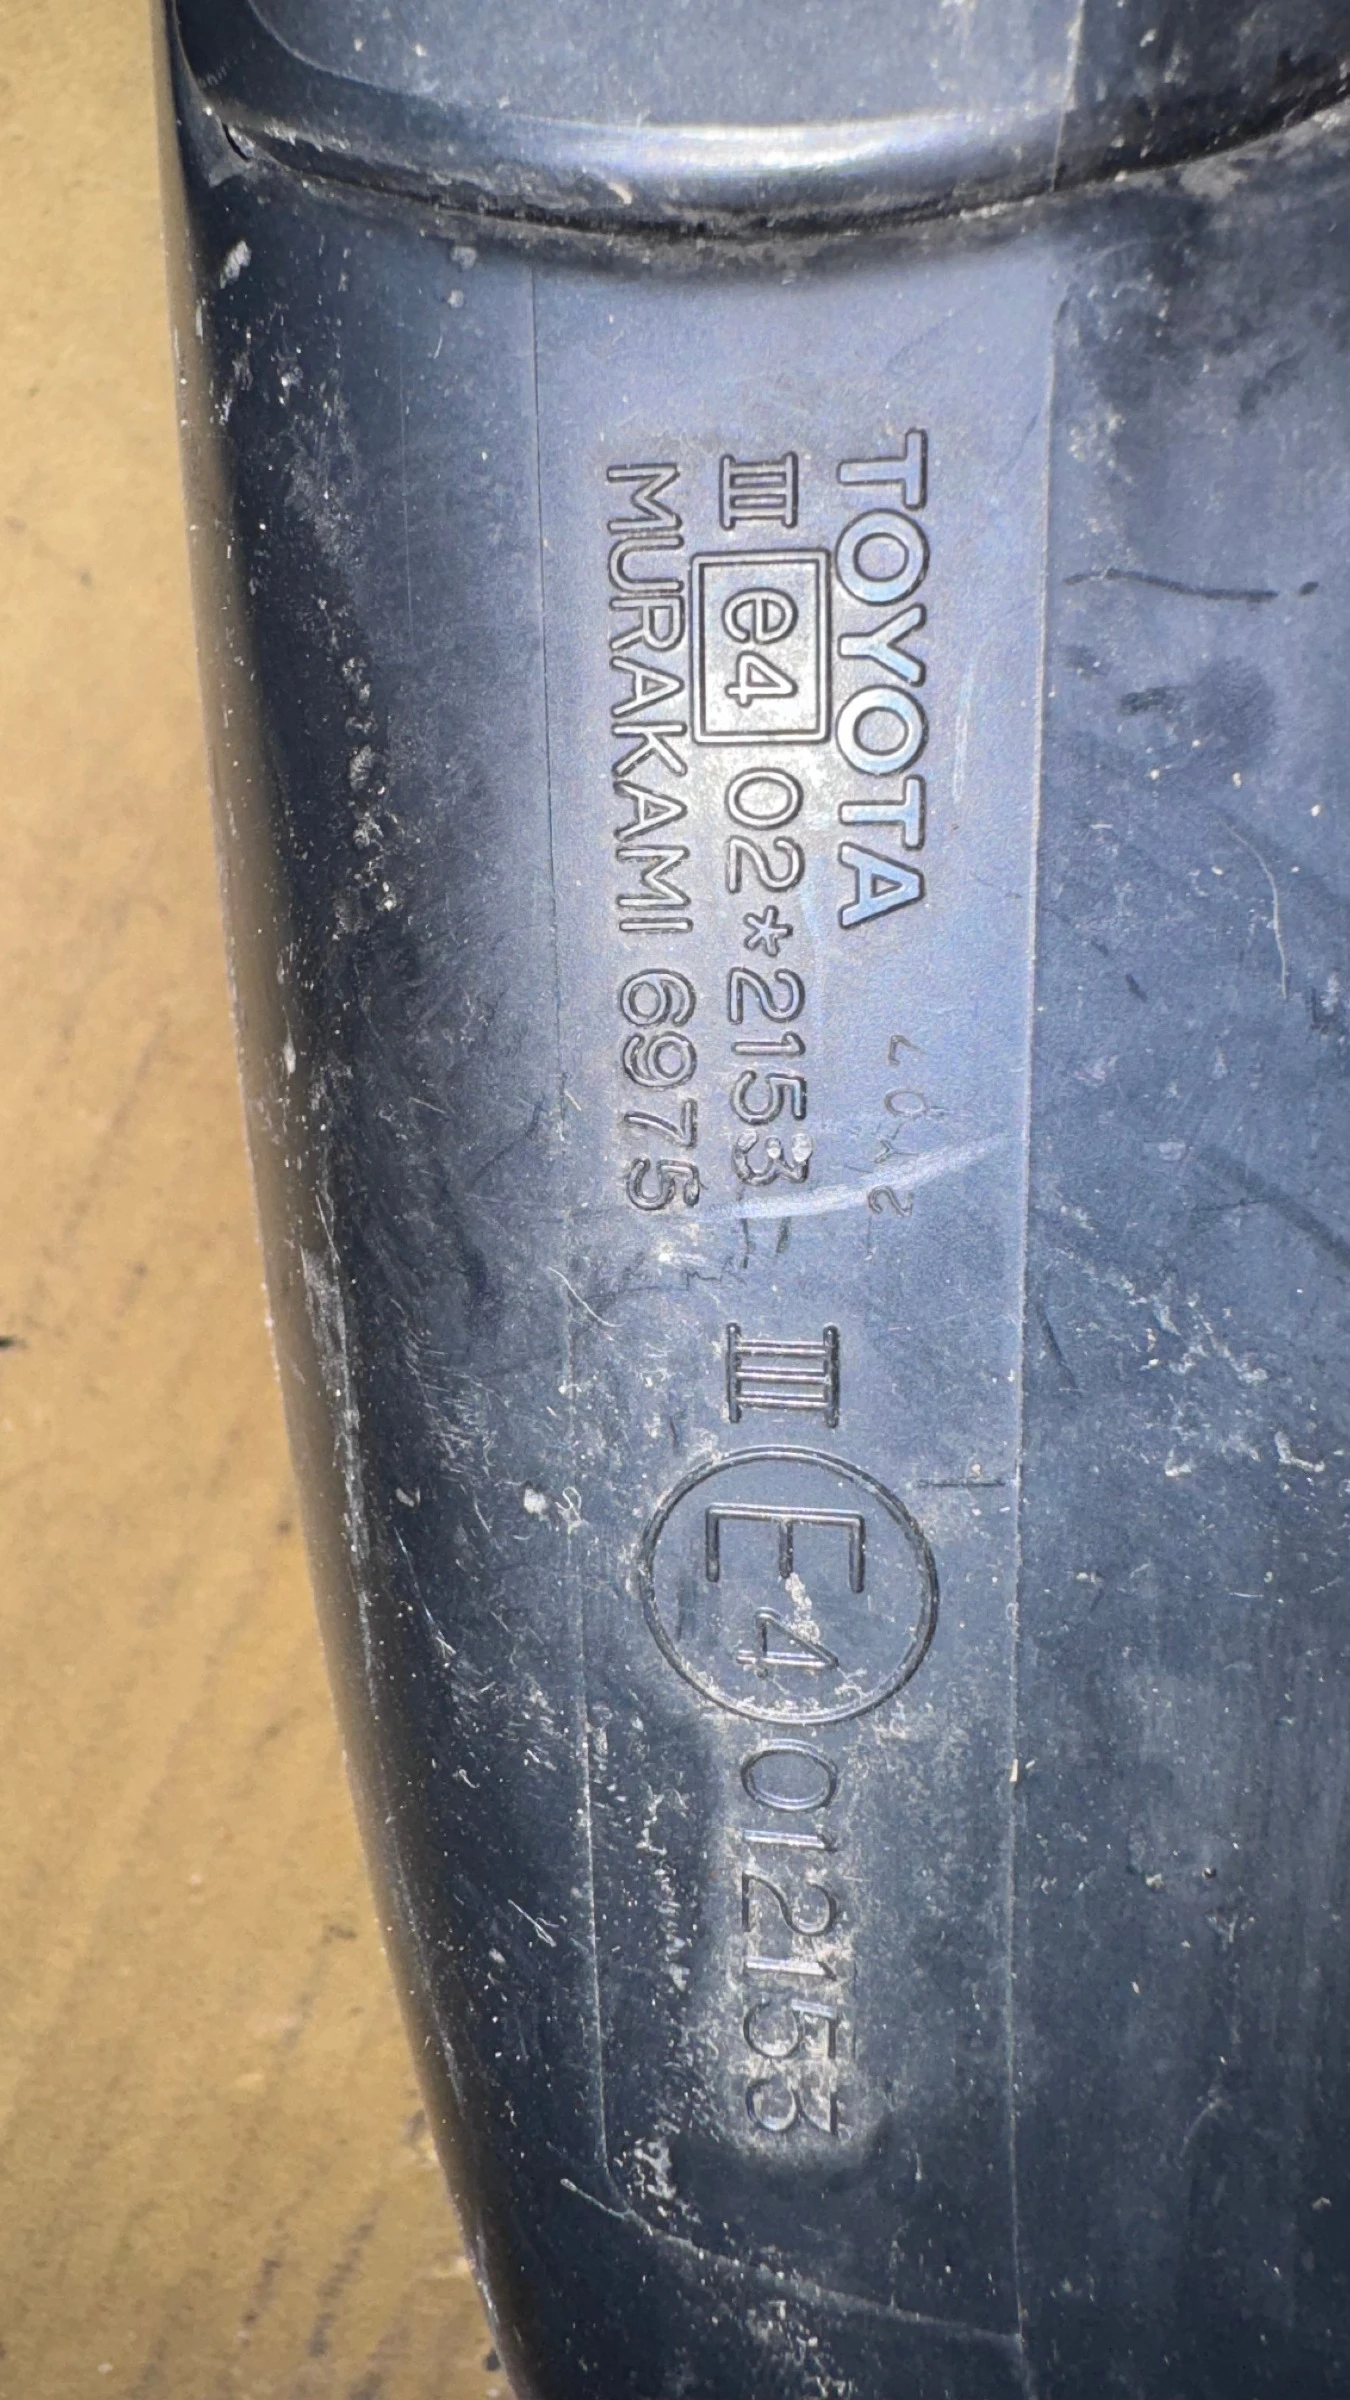 TOYOTA
III e4 02*2153
MURAKAMI 6975
III E4 012153